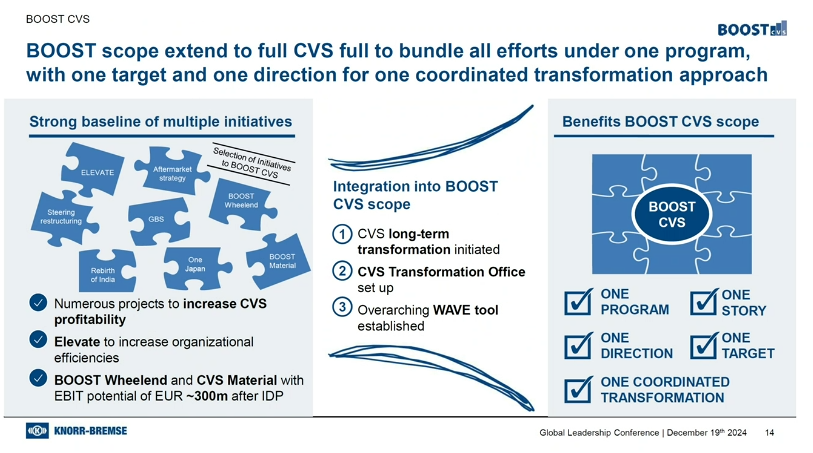 BOOST CVS
BOOST CVS
BOOST scope extend to full CVS full to bundle all efforts under one program,
with one target and one direction for one coordinated transformation approach
Strong baseline of multiple initiatives
Selection of Initiatives
to BOOST CVS
ELEVATE
Aftermarket
strategy
BOOST
Wheelend
Steering
restructuring
GBS
Rebirth
of India
One
Japan
BOOST
Material
Numerous projects to increase CVS
profitability
Elevate to increase organizational
efficiencies
BOOST Wheelend and CVS Material with
EBIT potential of EUR ~300m after IDP
Integration into BOOST
CVS scope
1 CVS long-term
transformation initiated
2 CVS Transformation Office
set up
3 Overarching WAVE tool
established
Benefits BOOST CVS scope
BOOST
CVS
ONE
PROGRAM
ONE
STORY
ONE
DIRECTION
ONE
TARGET
ONE COORDINATED
TRANSFORMATION
K KNORR-BREMSE
Global Leadership Conference | December 19th 2024 14